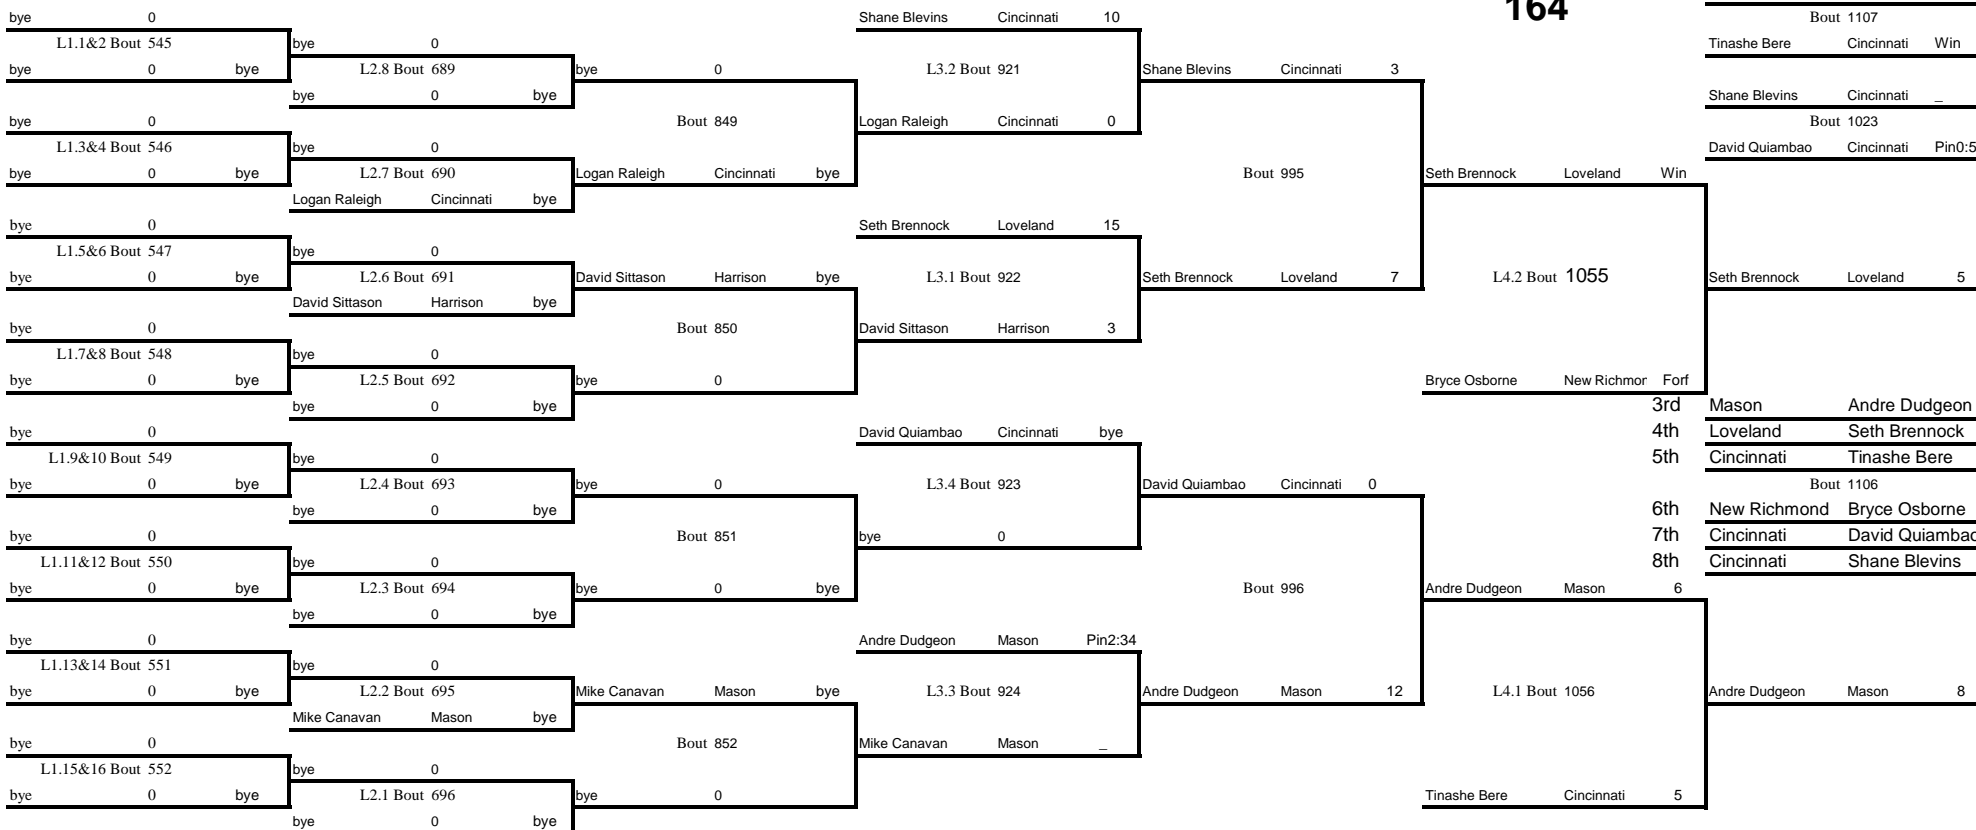 164
bye 0 Shane Blevins Cincinnati 10 Bout 1107
L1.1&2 Bout 545 bye 0 Tinashe Bere Cincinnati Win
bye 0 bye L2.8 Bout 689 bye 0 L3.2 Bout 921 Shane Blevins Cincinnati 3
bye 0 bye Shane Blevins Cincinnati _
bye 0 Bout 849 Logan Raleigh Cincinnati 0 Bout 1023
L1.3&4 Bout 546 bye 0 David Quiambao Cincinnati Pin0:5
bye 0 bye L2.7 Bout 690 Logan Raleigh Cincinnati bye Bout 995 Seth Brennock Loveland Win
Logan Raleigh Cincinnati bye
bye 0 Seth Brennock Loveland 15
L1.5&6 Bout 547 bye 0
bye 0 bye L2.6 Bout 691 David Sittason Harrison bye L3.1 Bout 922 Seth Brennock Loveland 7 L4.2 Bout 1055 Seth Brennock Loveland 5
David Sittason Harrison bye
bye 0 Bout 850 David Sittason Harrison 3
L1.7&8 Bout 548 bye 0
bye 0 bye L2.5 Bout 692 bye 0 Bryce Osborne New Richmor Forf
bye 0 bye 3rd Mason Andre Dudgeon
bye 0 David Quiambao Cincinnati bye 4th Loveland Seth Brennock
L1.9&10 Bout 549 bye 0 5th Cincinnati Tinashe Bere
bye 0 bye L2.4 Bout 693 bye 0 L3.4 Bout 923 David Quiambao Cincinnati 0 Bout 1106
bye 0 bye 6th New Richmond Bryce Osborne
bye 0 Bout 851 bye 0 7th Cincinnati David Quiambao
L1.11&12 Bout 550 bye 0 8th Cincinnati Shane Blevins
bye 0 bye L2.3 Bout 694 bye 0 bye Bout 996 Andre Dudgeon Mason 6
bye 0 bye
bye 0 Andre Dudgeon Mason Pin2:34
L1.13&14 Bout 551 bye 0
bye 0 bye L2.2 Bout 695 Mike Canavan Mason bye L3.3 Bout 924 Andre Dudgeon Mason 12 L4.1 Bout 1056 Andre Dudgeon Mason 8
Mike Canavan Mason bye
bye 0 Bout 852 Mike Canavan Mason _
L1.15&16 Bout 552 bye 0
bye 0 bye L2.1 Bout 696 bye 0 Tinashe Bere Cincinnati 5
bye 0 bye